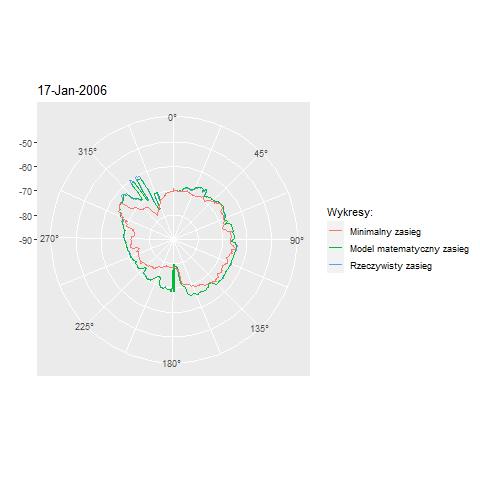 17-Jan-2006
0°
45°
90°
135°
180°
225°
270°
315°
-50
-60
-70
-80
-90
Wykresy:
Minimalny zasieg
Model matematyczny zasieg
Rzeczywisty zasieg